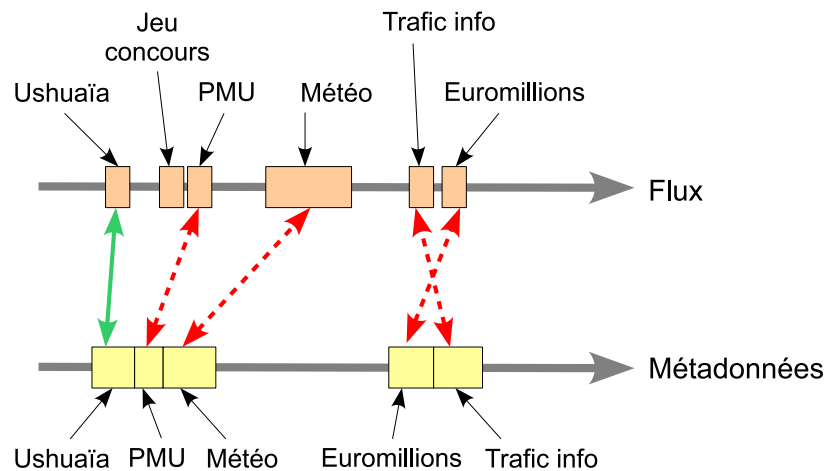 Jeu
concours
Trafic info
Ushuaïa
PMU
Météo
Euromillions
Flux
Métadonnées
Ushuaïa
PMU
Météo
Euromillions
Trafic info